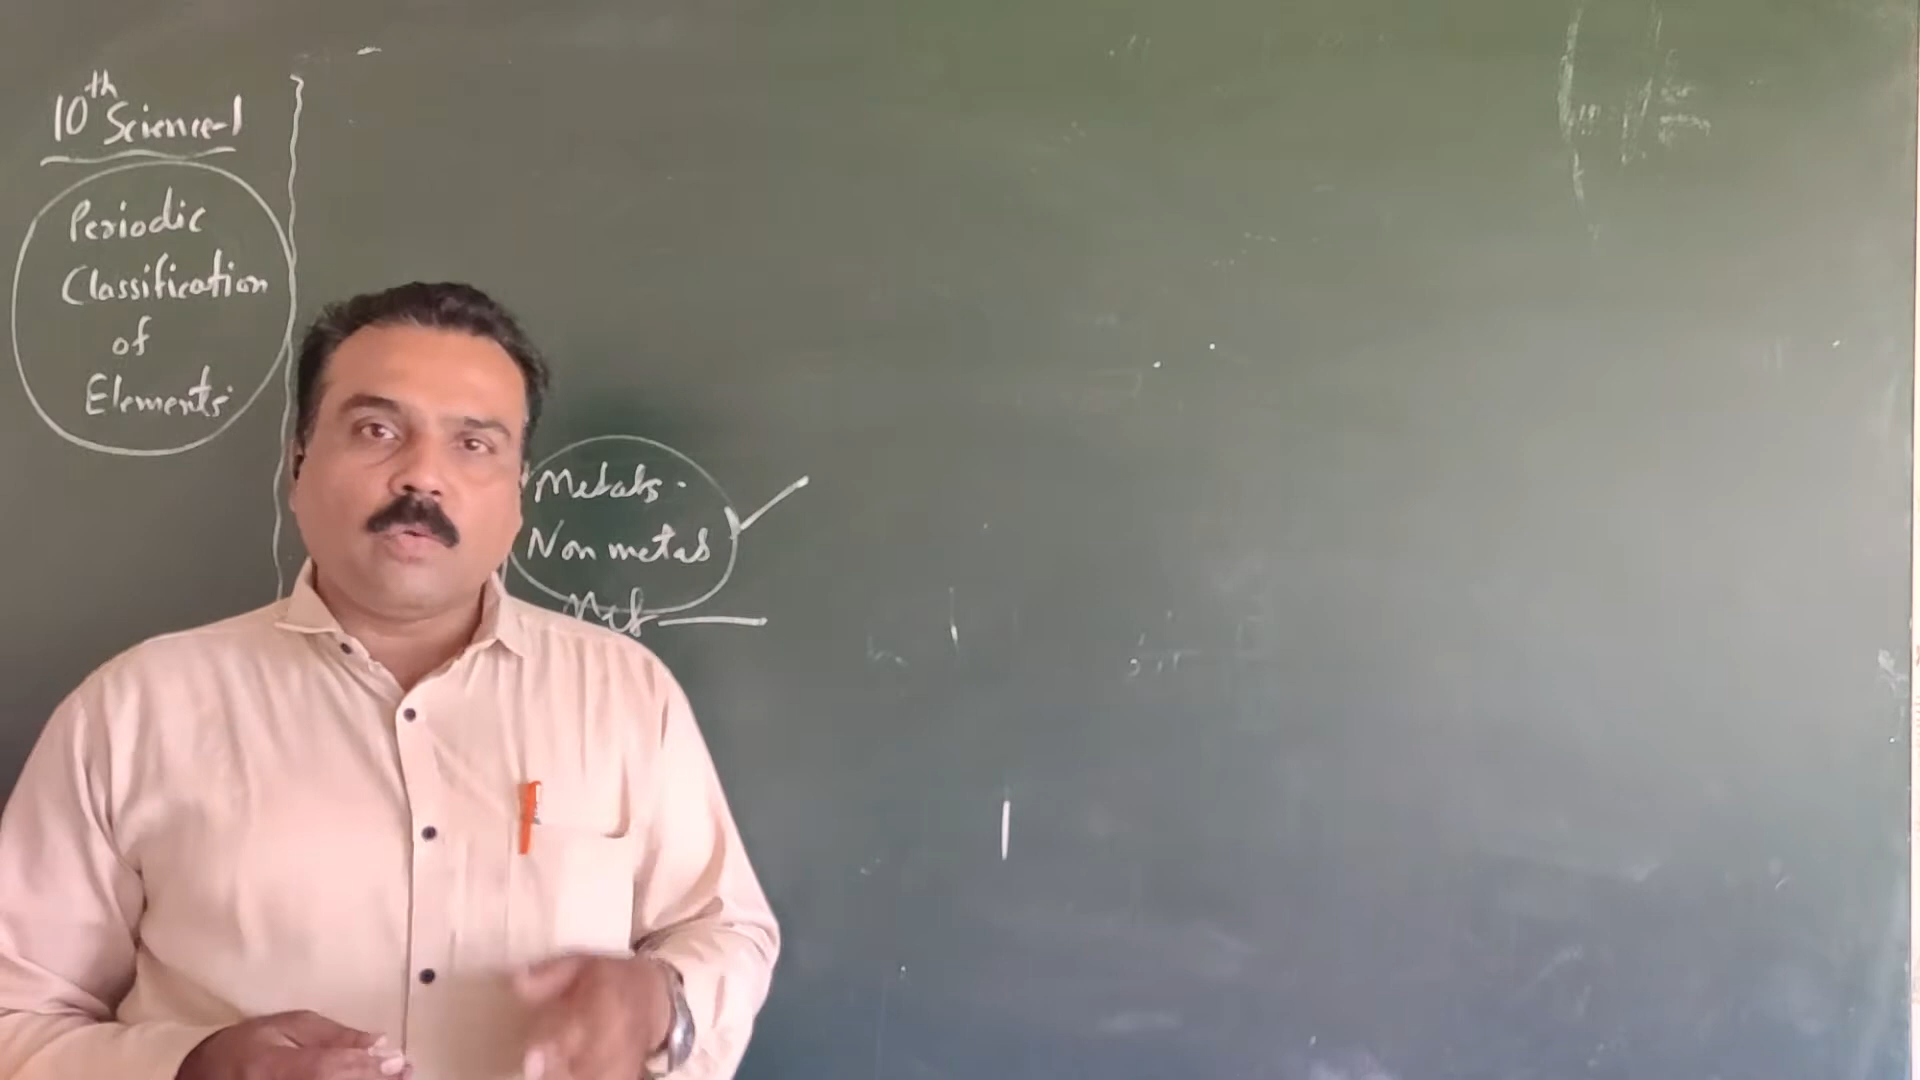 10th Science-1
Periodic
Classification
of
Elements
Metals
Non metals